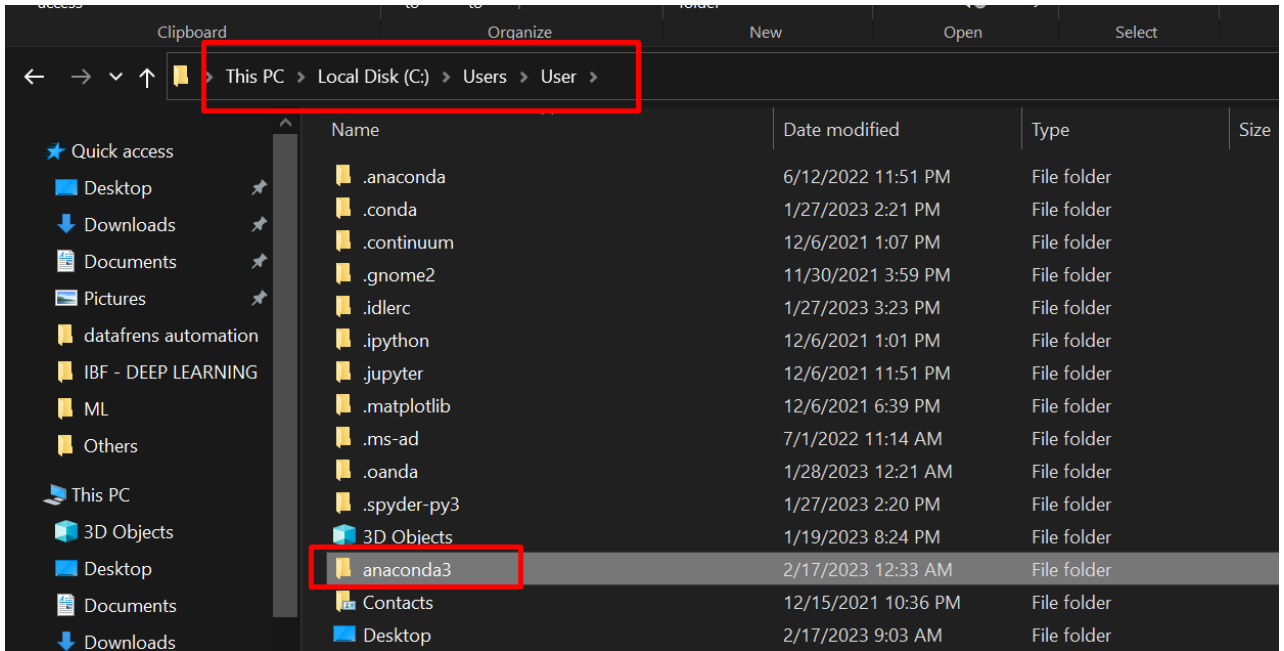 Clipboard Organize New Open Select
This PC > Local Disk (C:) > Users > User >
Name Date modified Type Size
Quick access
Desktop
Downloads
Documents
Pictures
datafrens automation
IBF - DEEP LEARNING
ML
Others
This PC
3D Objects
Desktop
Documents
Downloads
.anaconda 6/12/2022 11:51 PM File folder
.conda 1/27/2023 2:21 PM File folder
.continuum 12/6/2021 1:07 PM File folder
.gnome2 11/30/2021 3:59 PM File folder
.idlerc 1/27/2023 3:23 PM File folder
.ipython 12/6/2021 1:01 PM File folder
.jupyter 12/6/2021 11:51 PM File folder
.matplotlib 12/6/2021 6:39 PM File folder
.ms-ad 7/1/2022 11:14 AM File folder
.oanda 1/28/2023 12:21 AM File folder
.spyder-py3 1/27/2023 2:20 PM File folder
3D Objects 1/19/2023 8:24 PM File folder
anaconda3 2/17/2023 12:33 AM File folder
Contacts 12/15/2021 10:36 PM File folder
Desktop 2/17/2023 9:03 AM File folder